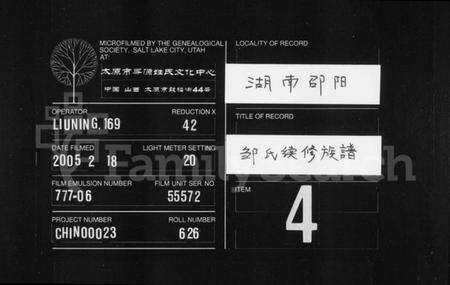 MICROFILMED BY THE GENEALOGICAL
SOCIETY, SALT LAKE CITY, UTAH
AT:
太原市寻源姓氏文化中心
中国 山西 太原市鼓楼街44号
OPERATOR
LIUNING, 169
REDUCTION X
42
DATE FILMED
2005 2 18
LIGHT METER SETTING
20
FILM EMULSION NUMBER
777-06
FILM UNIT SER. NO.
55572
PROJECT NUMBER
CHIN00023
ROLL NUMBER
626
LOCALITY OF RECORD
湖南邵阳
TITLE OF RECORD
邹氏续修族谱
ITEM
4
FamilySearch